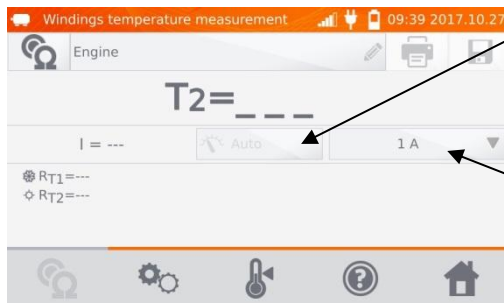 Windings temperature measurement 09:39 2017.10.27
Engine
T2=_ _ _
I = --- Auto 1 A
RT1=---
RT2=---